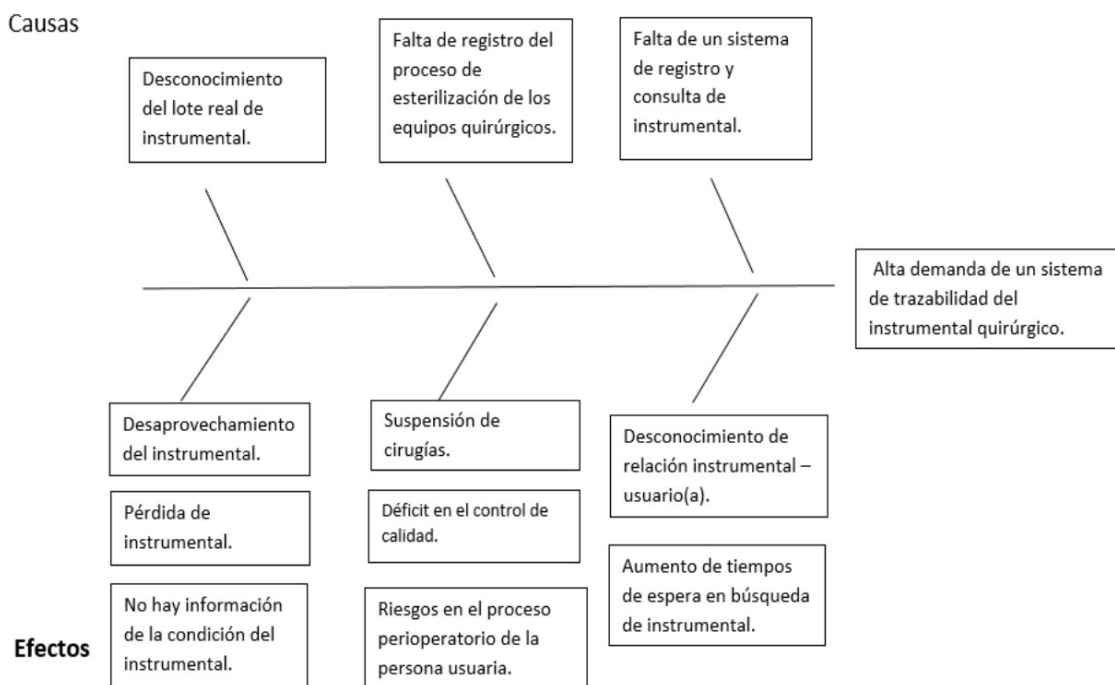 Causas
Desconocimiento
del lote real de
instrumental.
Falta de registro del
proceso de
esterilización de los
equipos quirúrgicos.
Falta de un sistema
de registro y
consulta de
instrumental.
Alta demanda de un sistema
de trazabilidad del
instrumental quirúrgico.
Desaprovechamiento
del instrumental.
Pérdida de
instrumental.
No hay información
de la condición del
instrumental.
Suspensión de
cirugías.
Déficit en el control de
calidad.
Riesgos en el proceso
perioperatorio de la
persona usuaria.
Desconocimiento de
relación instrumental –
usuario(a).
Aumento de tiempos
de espera en búsqueda
de instrumental.
Efectos